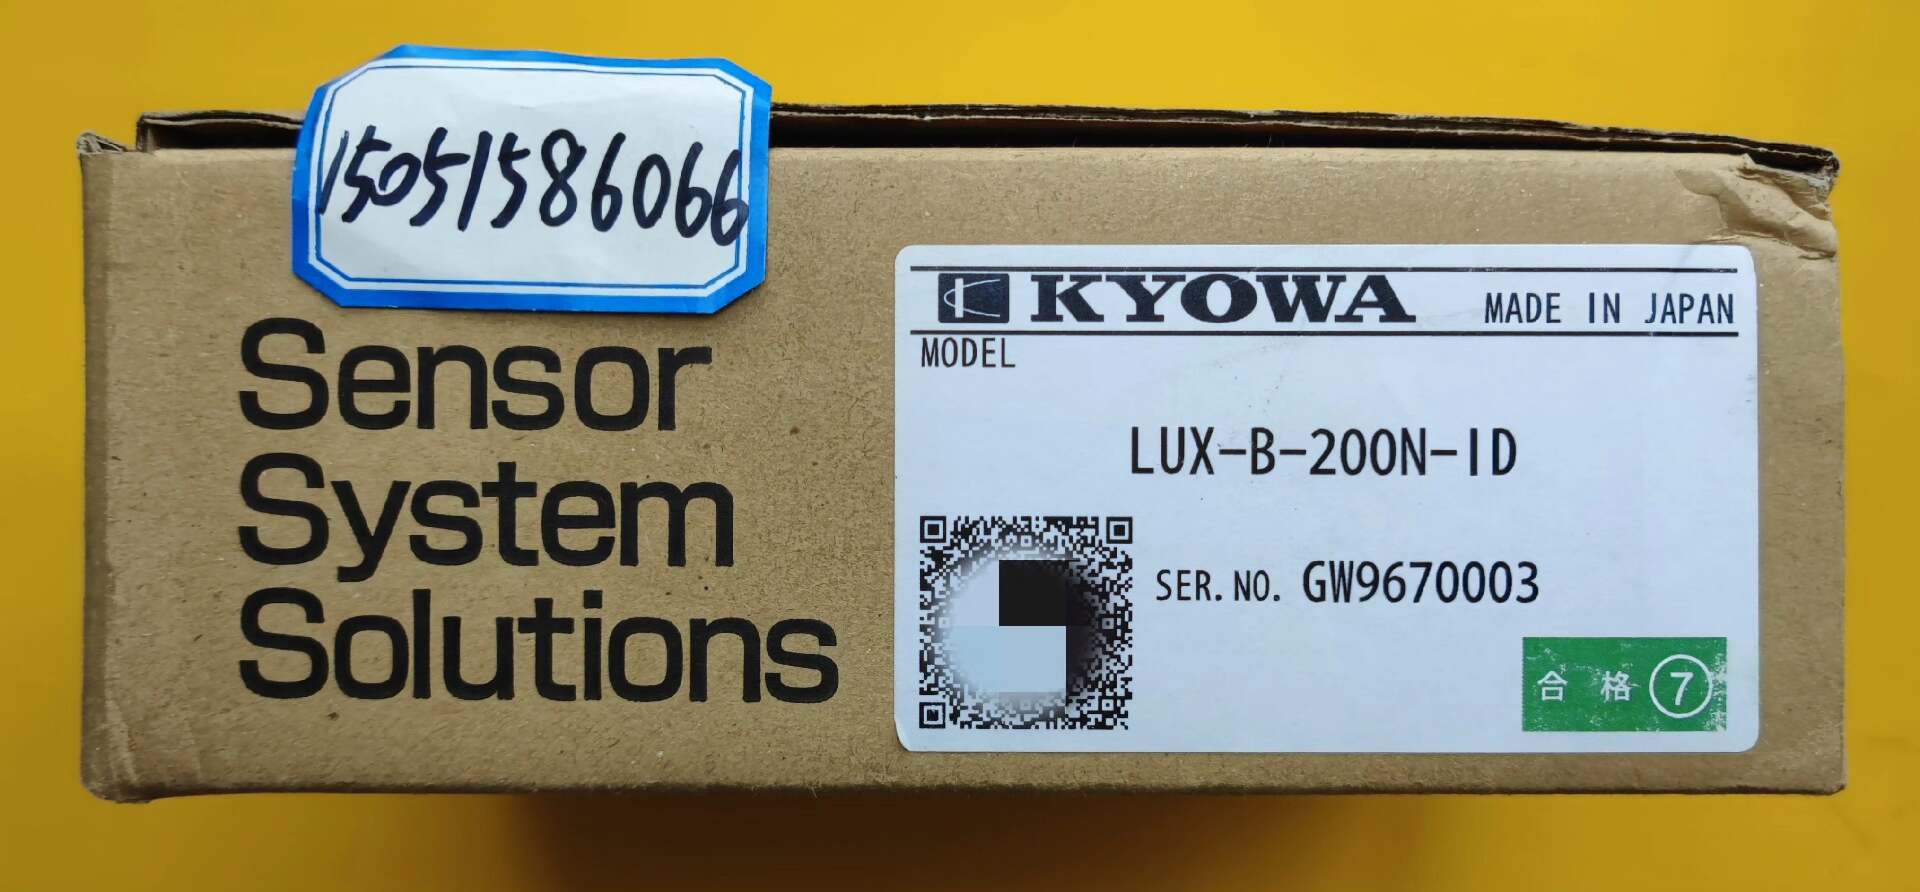 15051586066
Sensor
System
Solutions
KYOWA MADE IN JAPAN
MODEL
LUX-B-200N-ID
SER. NO. GW9670003
合格 ⑦